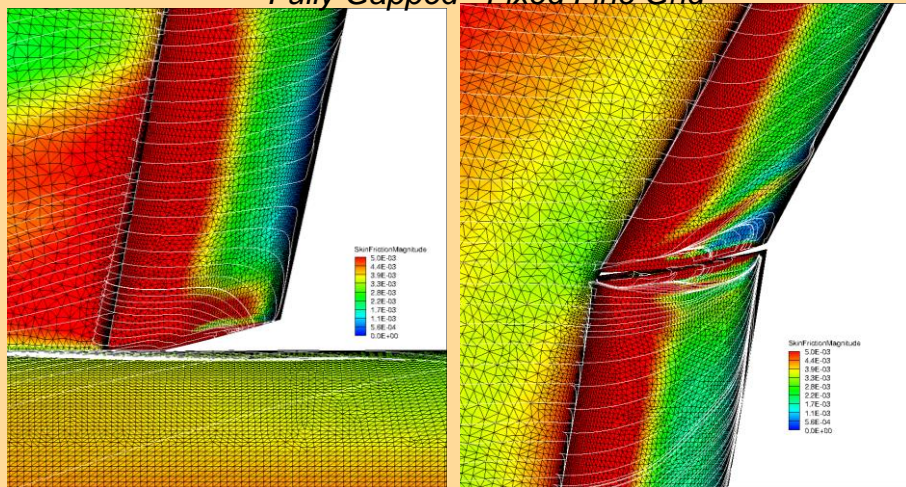 Fully Gapped - Fixed Fine Grid
SkinFrictionMagnitude
5.0E-03
4.4E-03
3.9E-03
3.3E-03
2.8E-03
2.2E-03
1.7E-03
1.1E-03
5.6E-04
0.0E+00
SkinFrictionMagnitude
5.0E-03
4.4E-03
3.9E-03
3.3E-03
2.8E-03
2.2E-03
1.7E-03
1.1E-03
5.6E-04
0.0E+00